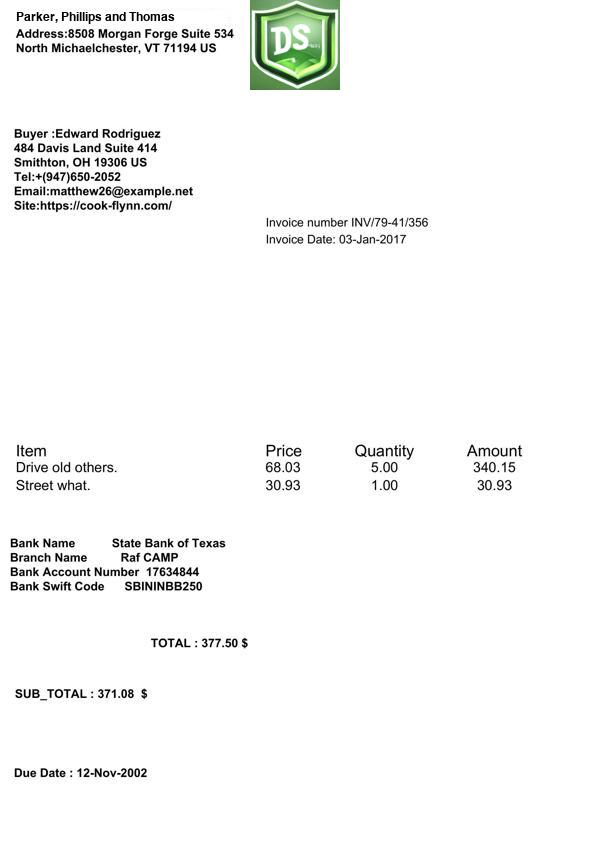 Parker, Phillips and Thomas
Address:8508 Morgan Forge Suite 534
North Michaelchester, VT 71194 US
DS
Buyer :Edward Rodriguez
484 Davis Land Suite 414
Smithton, OH 19306 US
Tel:+(947)650-2052
Email:matthew26@example.net
Site:https://cook-flynn.com/
Invoice number INV/79-41/356
Invoice Date: 03-Jan-2017
Item Price Quantity Amount
Drive old others. 68.03 5.00 340.15
Street what. 30.93 1.00 30.93
Bank Name State Bank of Texas
Branch Name Raf CAMP
Bank Account Number 17634844
Bank Swift Code SBININBB250
TOTAL : 377.50 $
SUB_TOTAL : 371.08 $
Due Date : 12-Nov-2002